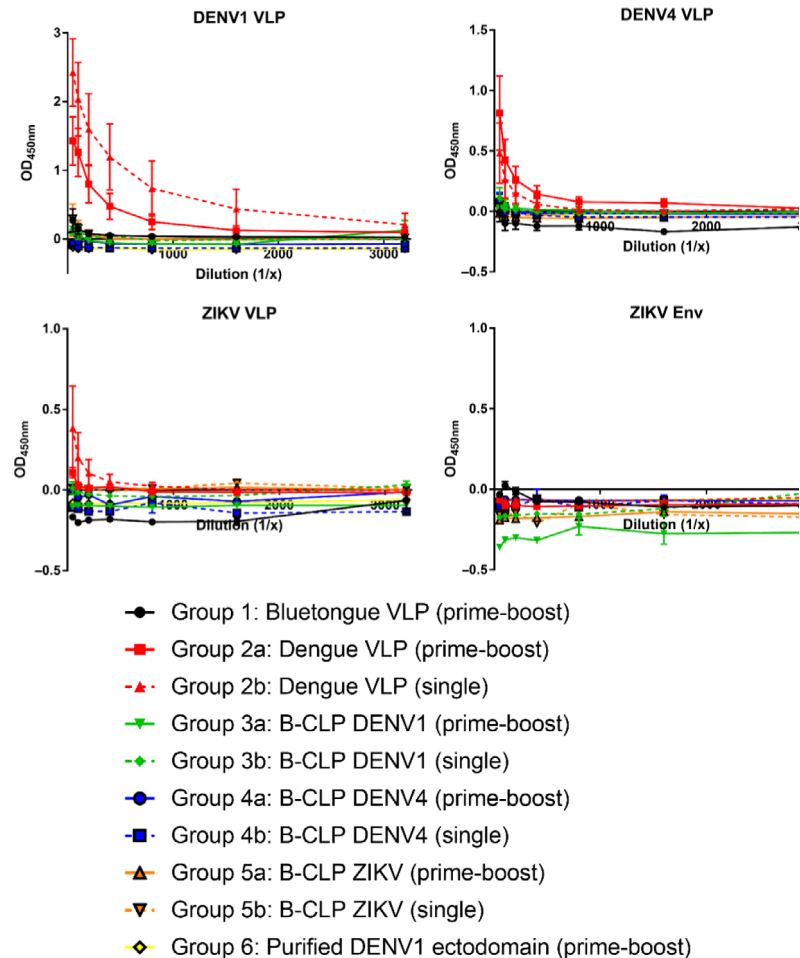 DENV1 VLP
3
2
1
0
OD450nm
1000
2000
3000
Dilution (1/x)
DENV4 VLP
1.5
1.0
0.5
0.0
−0.5
OD450nm
1000
2000
3
Dilution (1/x)
ZIKV VLP
1.0
0.5
0.0
−0.5
OD450nm
1000
2000
3000
Dilution (1/x)
ZIKV Env
1.0
0.5
0.0
−0.5
OD450nm
1000
2000
Dilution (1/x)
Group 1: Bluetongue VLP (prime-boost)
Group 2a: Dengue VLP (prime-boost)
Group 2b: Dengue VLP (single)
Group 3a: B-CLP DENV1 (prime-boost)
Group 3b: B-CLP DENV1 (single)
Group 4a: B-CLP DENV4 (prime-boost)
Group 4b: B-CLP DENV4 (single)
Group 5a: B-CLP ZIKV (prime-boost)
Group 5b: B-CLP ZIKV (single)
Group 6: Purified DENV1 ectodomain (prime-boost)